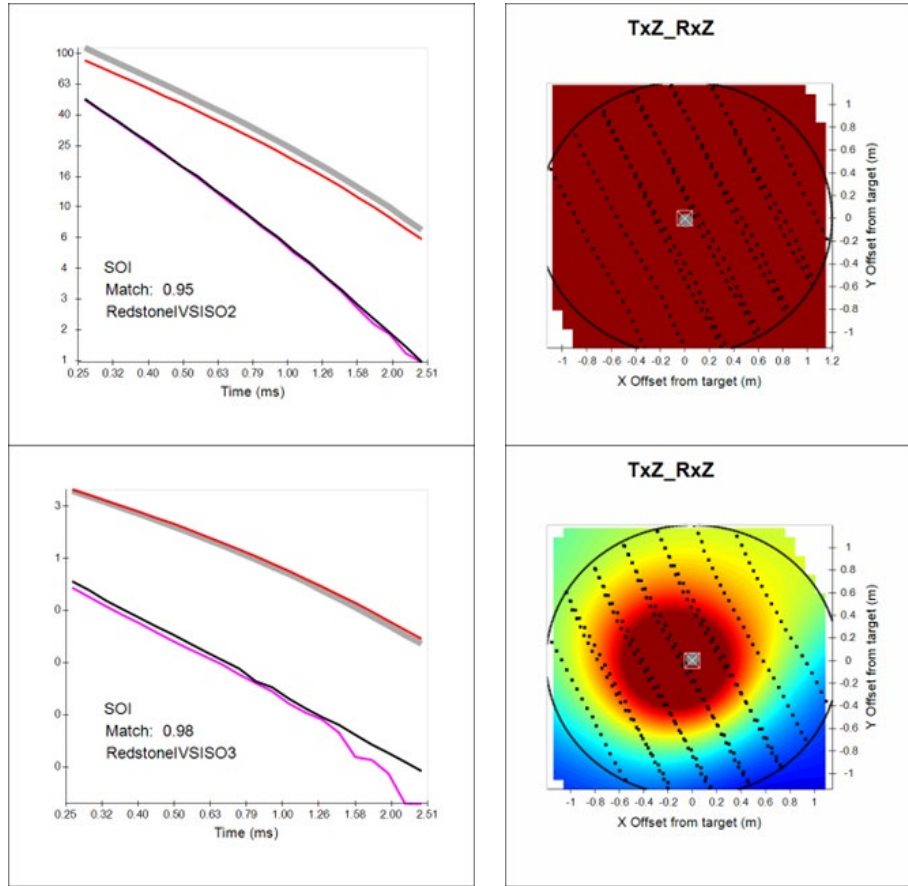 100
63
40
25
16
10
6
4
3
2
1
SOI
Match: 0.95
RedstoneIVSISO2
0.25 0.32 0.40 0.50 0.63 0.79 1.00 1.26 1.58 2.00 2.51
Time (ms)
TxZ_RxZ
1
0.8
0.6
0.4
0.2
0
-0.2
-0.4
-0.6
-0.8
-1
Y Offset from target (m)
-1 -0.8 -0.6 -0.4 -0.2 0 0.2 0.4 0.6 0.8 1 1.2
X Offset from target (m)
3
1
0
0
0
0
SOI
Match: 0.98
RedstoneIVSISO3
0.25 0.32 0.40 0.50 0.63 0.79 1.00 1.26 1.58 2.00 2.51
Time (ms)
TxZ_RxZ
1
0.8
0.6
0.4
0.2
0
-0.2
-0.4
-0.6
-0.8
-1
Y Offset from target (m)
-1 -0.8 -0.6 -0.4 -0.2 0 0.2 0.4 0.6 0.8 1
X Offset from target (m)